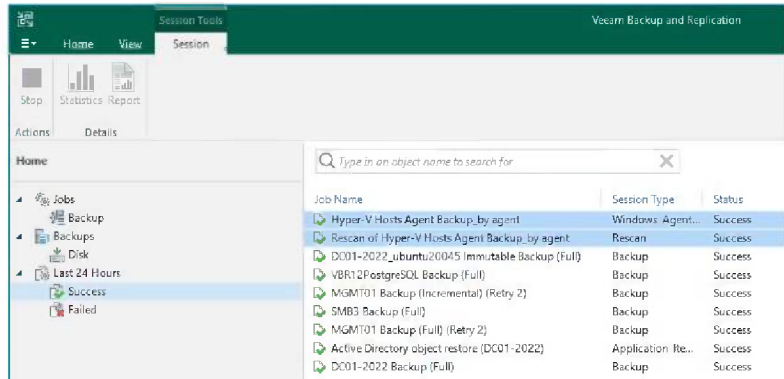 Session Tools
Veeam Backup and Replication
Home View Session
Stop Statistics Report
Actions Details
Home
Type in an object name to search for
Jobs
Backup
Backups
Disk
Last 24 Hours
Success
Failed
Job Name Session Type Status
Hyper-V Hosts Agent Backup_by agent Windows Agent... Success
Rescan of Hyper-V Hosts Agent Backup_by agent Rescan Success
DC01-2022_ubuntu20045 Immutable Backup (Full) Backup Success
VBR12PostgreSQL Backup (Full) Backup Success
MGMT01 Backup (Incremental) (Retry 2) Backup Success
SMB3 Backup (Full) Backup Success
MGMT01 Backup (Full) (Retry 2) Backup Success
Active Directory object restore (DC01-2022) Application Re... Success
DC01-2022 Backup (Full) Backup Success